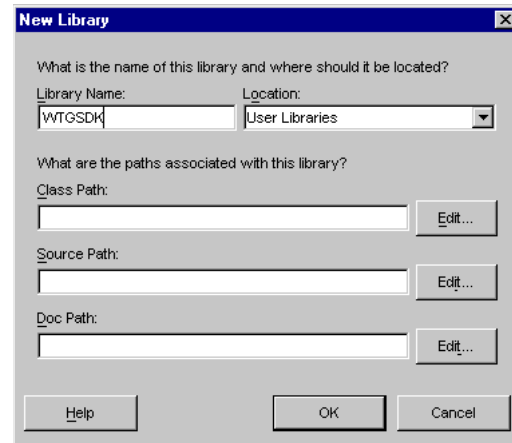 New Library
What is the name of this library and where should it be located?
Library Name: Location:
WTGSDK User Libraries
What are the paths associated with this library?
Class Path:
Edit...
Source Path:
Edit...
Doc Path:
Edit...
Help OK Cancel